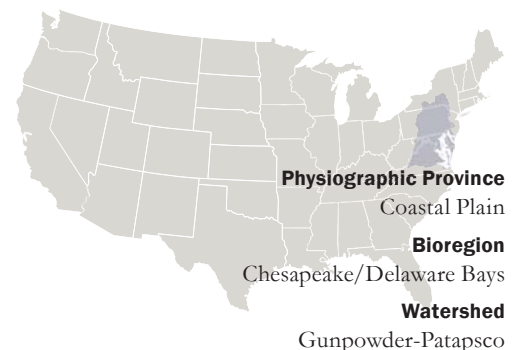 Physiographic Province
Coastal Plain
Bioregion
Chesapeake/Delaware Bays
Watershed
Gunpowder-Patapsco